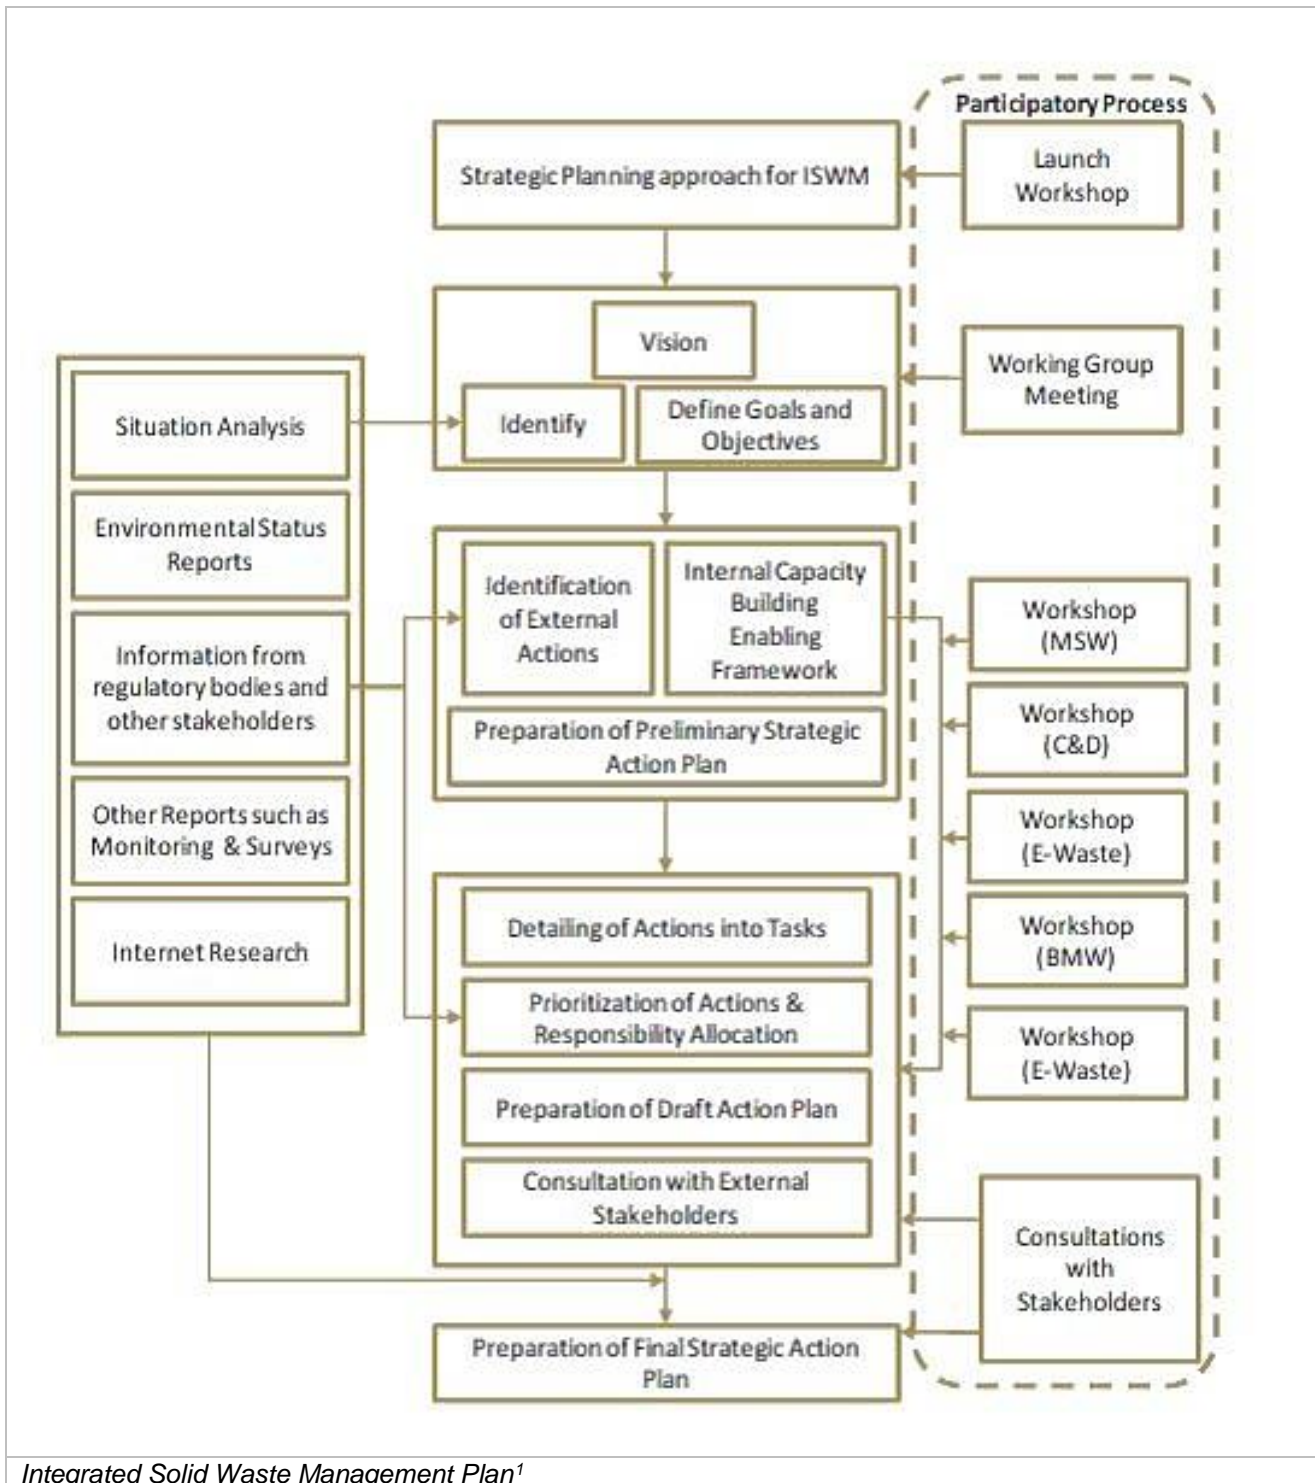 Participatory Process
Strategic Planning approach for ISWM
Launch
Workshop
Vision
Identify
Define Goals and
Objectives
Working Group
Meeting
Situation Analysis
Environmental Status
Reports
Information from
regulatory bodies and
other stakeholders
Other Reports such as
Monitoring & Surveys
Internet Research
Identification
of External
Actions
Internal Capacity
Building
Enabling
Framework
Preparation of Preliminary Strategic
Action Plan
Workshop
(MSW)
Workshop
(C&D)
Workshop
(E-Waste)
Workshop
(BMW)
Workshop
(E-Waste)
Detailing of Actions into Tasks
Prioritization of Actions &
Responsibility Allocation
Preparation of Draft Action Plan
Consultation with External
Stakeholders
Consultations
with
Stakeholders
Preparation of Final Strategic Action
Plan
Integrated Solid Waste Management Plan¹